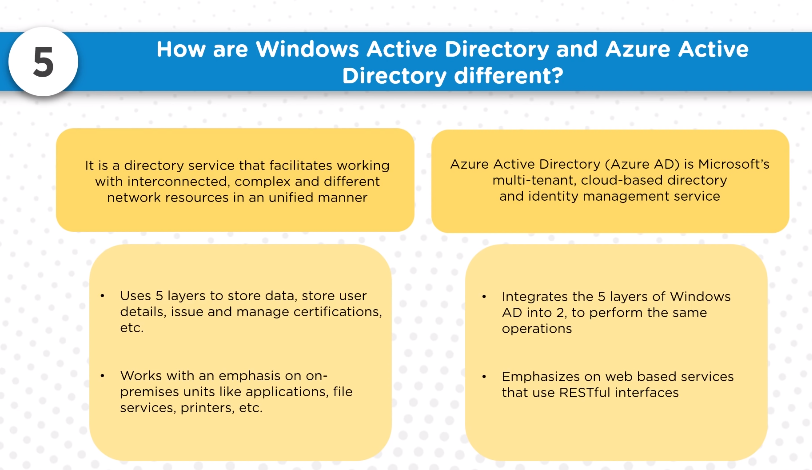 5
How are Windows Active Directory and Azure Active
Directory different?
It is a directory service that facilitates working
with interconnected, complex and different
network resources in an unified manner
Azure Active Directory (Azure AD) is Microsoft's
multi-tenant, cloud-based directory
and identity management service
• Uses 5 layers to store data, store user
details, issue and manage certifications,
etc.
• Works with an emphasis on on-
premises units like applications, file
services, printers, etc.
• Integrates the 5 layers of Windows
AD into 2, to perform the same
operations
• Emphasizes on web based services
that use RESTful interfaces